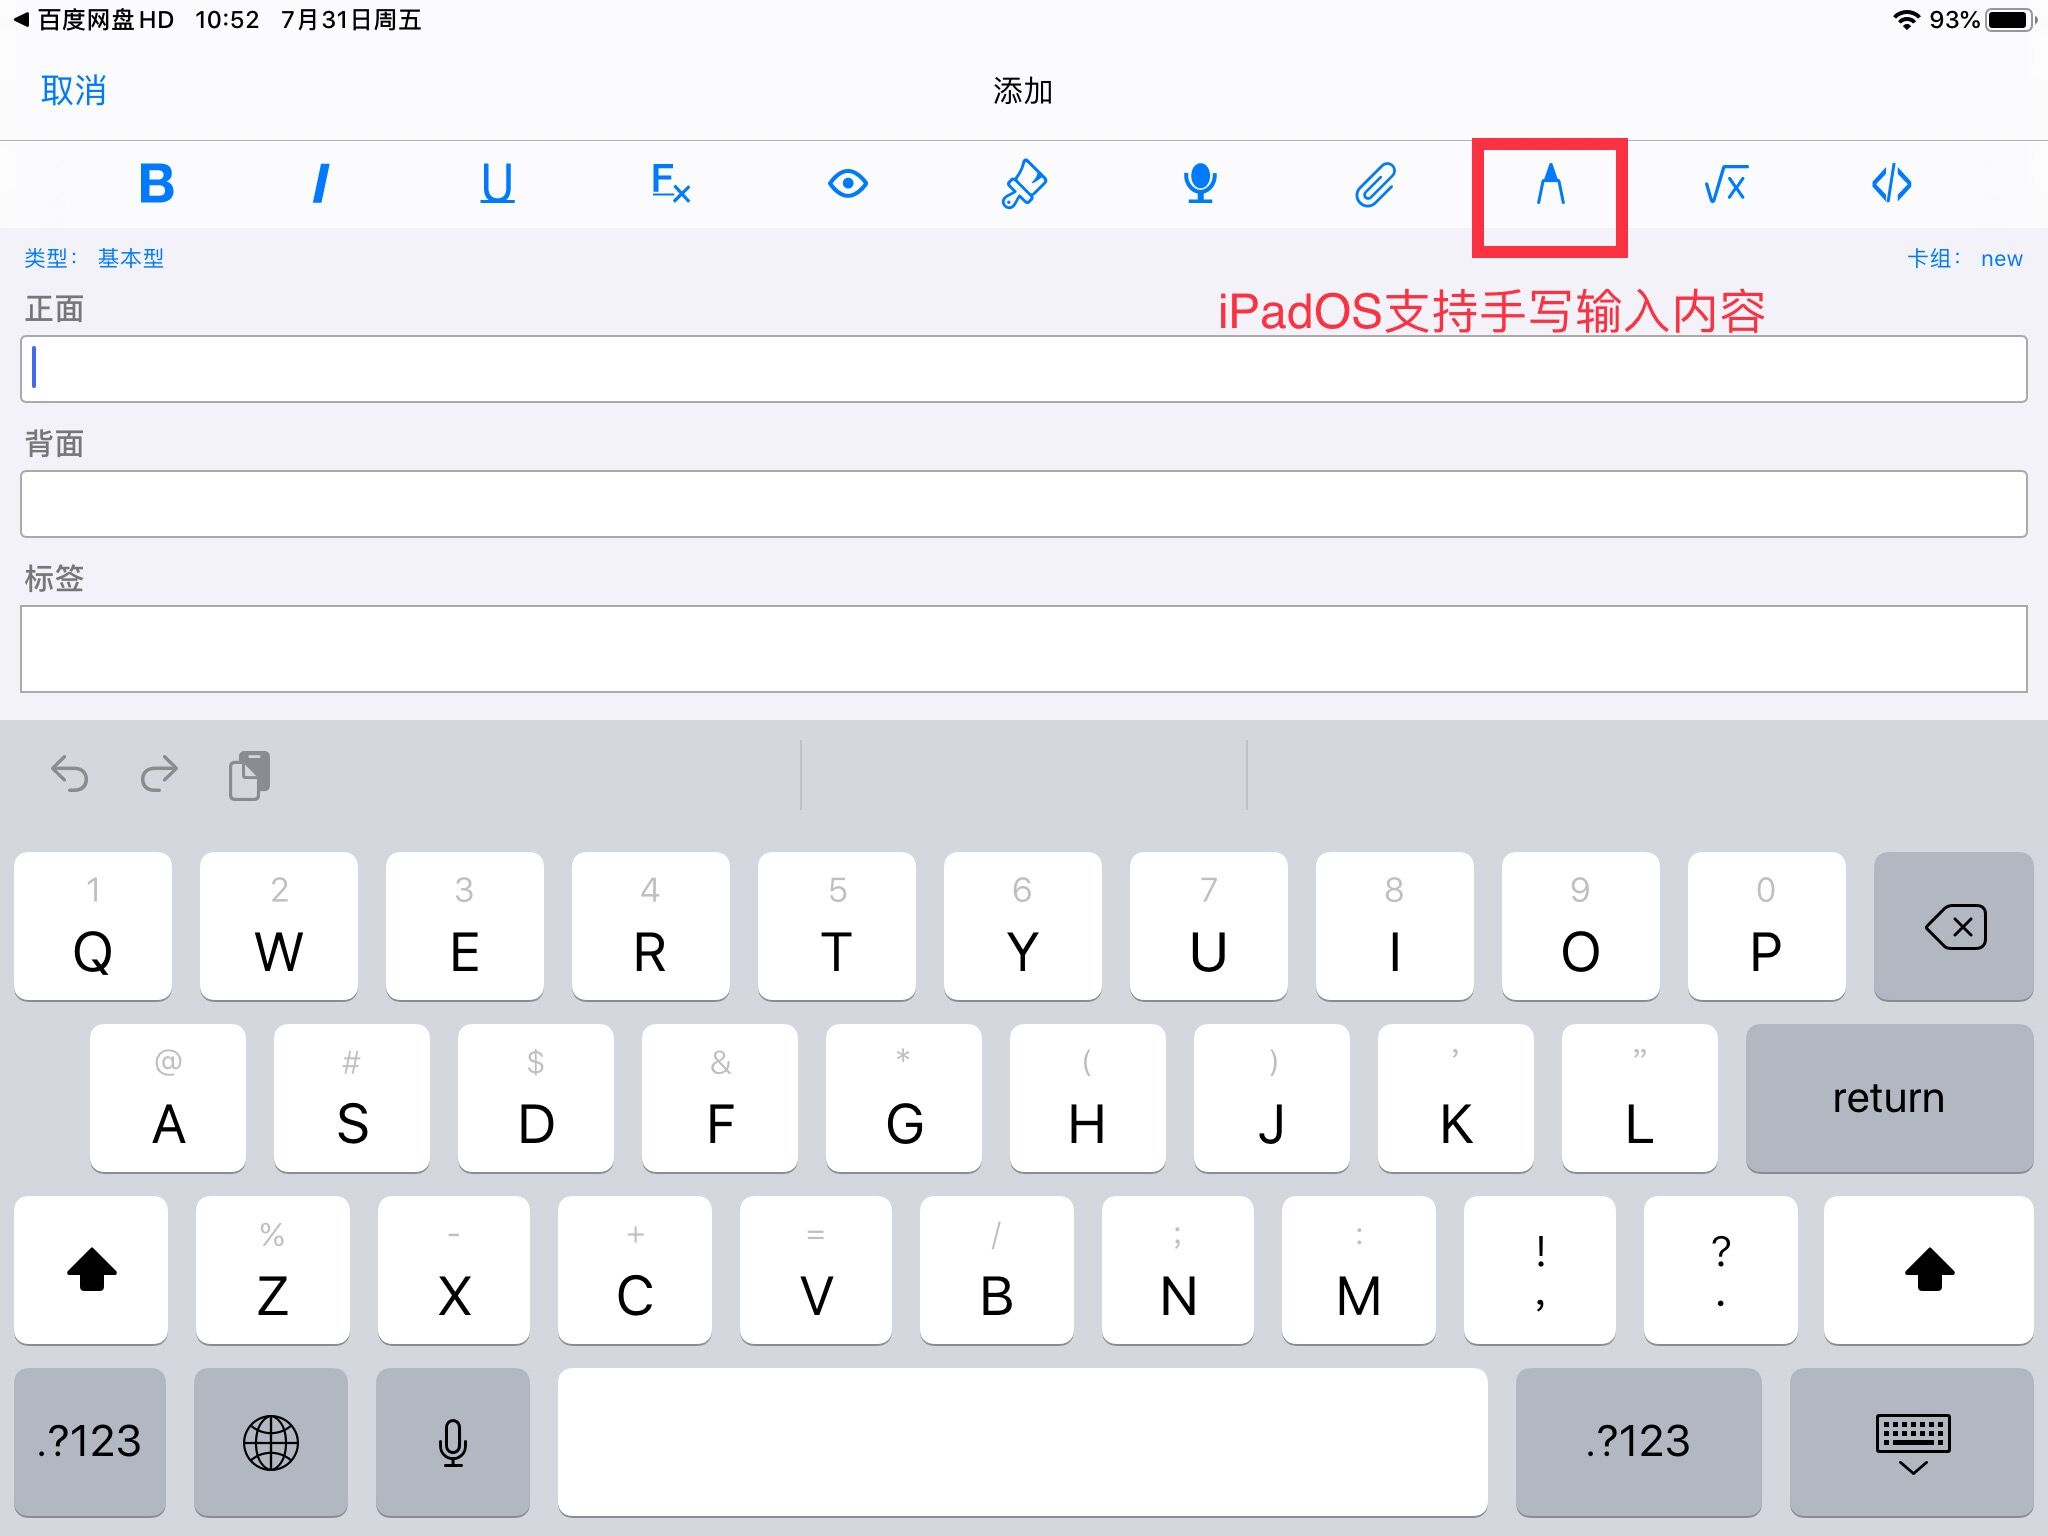 百度网盘HD 10:52 7月31日周五 93%
取消 添加
B I U Fx √x </>
类型： 基本型 卡组： new
iPadOS支持手写输入内容
正面
背面
标签
1 2 3 4 5 6 7 8 9 0
Q W E R T Y U I O P
@ # $ & * ( ) ’ ”
A S D F G H J K L return
% - + = / ; : ! ?
Z X C V B N M , .
.?123 .?123